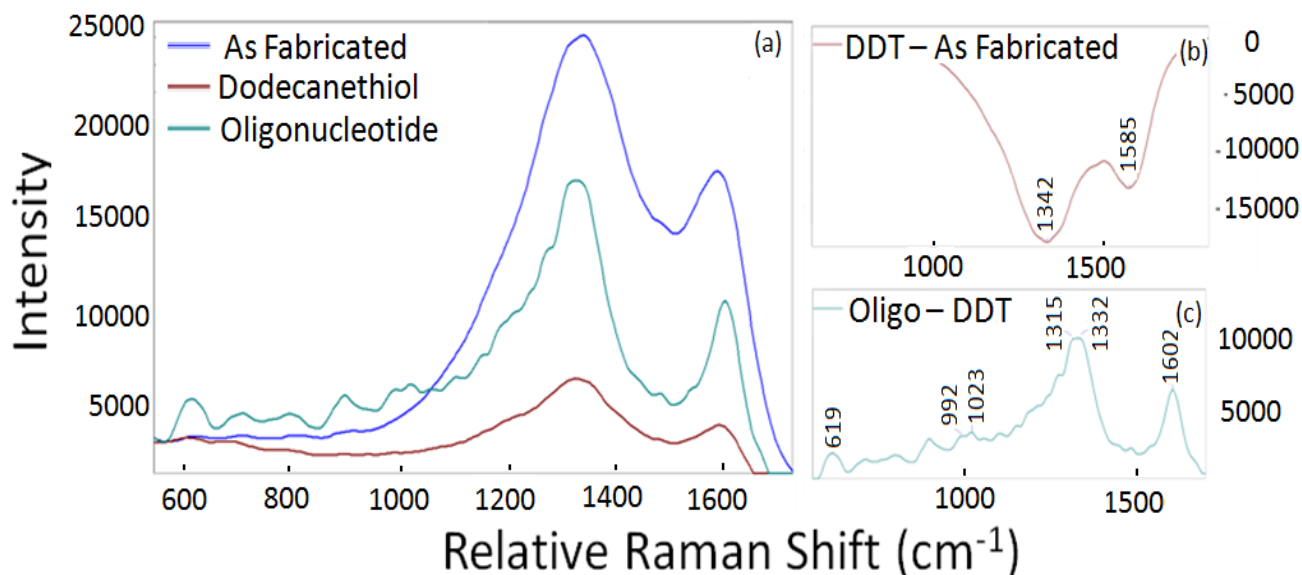 25000
20000
15000
10000
5000
Intensity
As Fabricated
Dodecanethiol
Oligonucleotide
(a)
600 800 1000 1200 1400 1600
DDT – As Fabricated
(b)
0
-5000
-10000
-15000
1342
1585
1000 1500
Oligo – DDT
(c)
10000
5000
619
992
1023
1315
1332
1602
1000 1500
Relative Raman Shift (cm⁻¹)